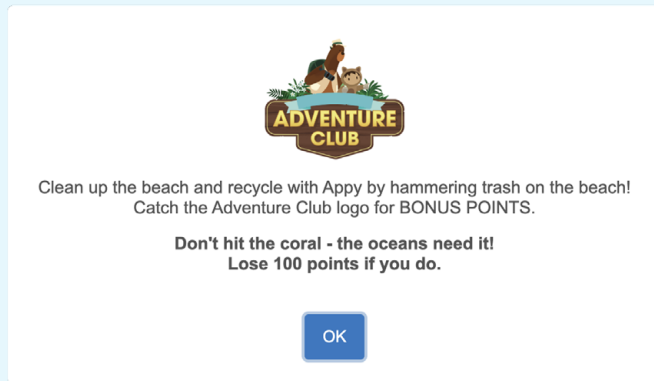 ADVENTURE
CLUB
Clean up the beach and recycle with Appy by hammering trash on the beach!
Catch the Adventure Club logo for BONUS POINTS.
Don't hit the coral - the oceans need it!
Lose 100 points if you do.
OK